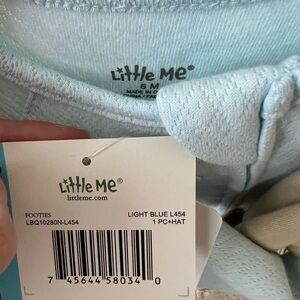 Little Me®
6 M
MADE IN C
Little Me®
littleme.com
FOOTIES
LIGHT BLUE L454
LBQ10280N-L454
1 PC+HAT
7 45644 58034 0